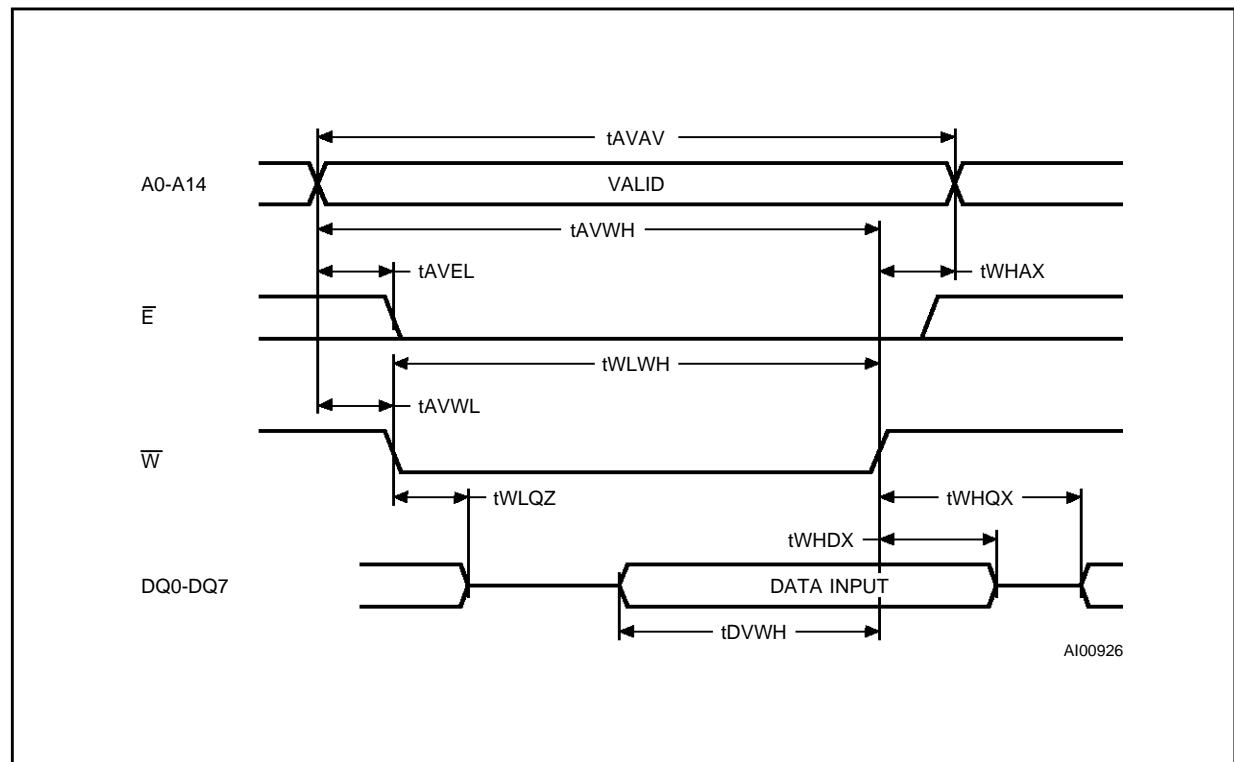 tAVAV
A0-A14
VALID
tAVWH
tAVEL
tWHAX
E̅
tWLWH
tAVWL
W̅
tWLQZ
tWHQX
tWHDX
DQ0-DQ7
DATA INPUT
tDVWH
AI00926